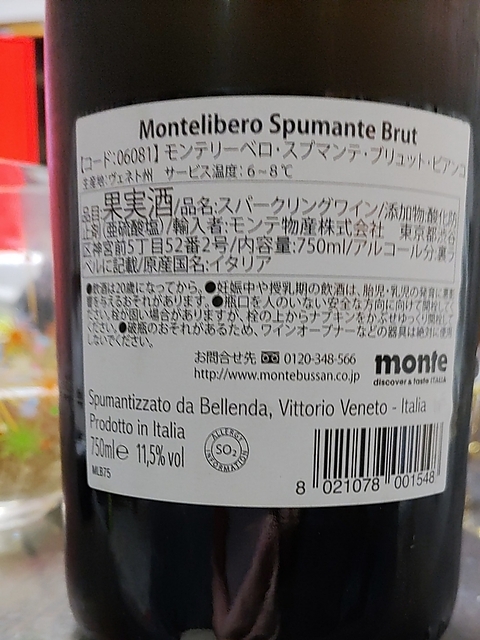 Montelibero Spumante Brut
【コード:06081】モンテリーベロ・スプマンテ・ブリュット・ビアンコ
生産地:ヴェネト州 サービス温度:6~8℃
品目:果実酒/品名:スパークリングワイン/添加物:酸化防
止剤(亜硫酸塩)/輸入者:モンテ物産株式会社 東京都渋谷
区神宮前5丁目52番2号/内容量:750ml/アルコール分:裏ラ
ベルに記載/原産国名:イタリア
●飲酒は20歳になってから。●妊娠中や授乳期の飲酒は、胎児・乳児の発育に悪影
響を与えるおそれがあります。●瓶口を人のいない安全な方向に向けて開栓して
ください。栓が固い場合がありますが、栓の上からナプキンをかぶせゆっくり開栓して
ください。●破瓶のおそれがあるため、ワインオープナーなどの器具は絶対に使用
しないでください。
お問合せ先 0120-348-566
http://www.montebussan.co.jp
monte
discover & taste ITALIA
Spumantizzato da Bellenda, Vittorio Veneto - Italia
Prodotto in Italia
750ml℮ 11,5% vol
MLB75
ALLERGY
SO2
INFORMATION
8 021078 001548